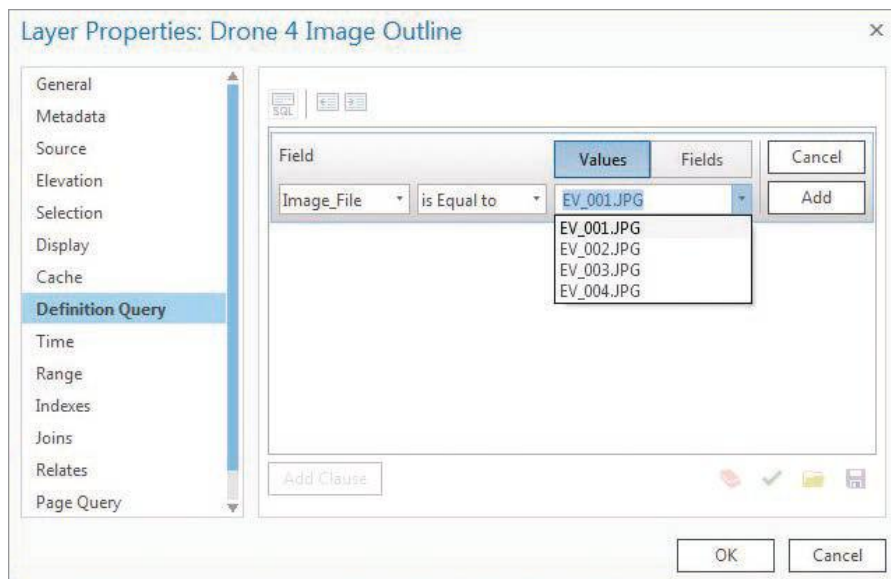 Layer Properties: Drone 4 Image Outline
General
Metadata
Source
Elevation
Selection
Display
Cache
Definition Query
Time
Range
Indexes
Joins
Relates
Page Query
SQL
Field
Values
Fields
Cancel
Image_File
is Equal to
EV_001.JPG
Add
EV_001.JPG
EV_002.JPG
EV_003.JPG
EV_004.JPG
Add Clause
OK
Cancel